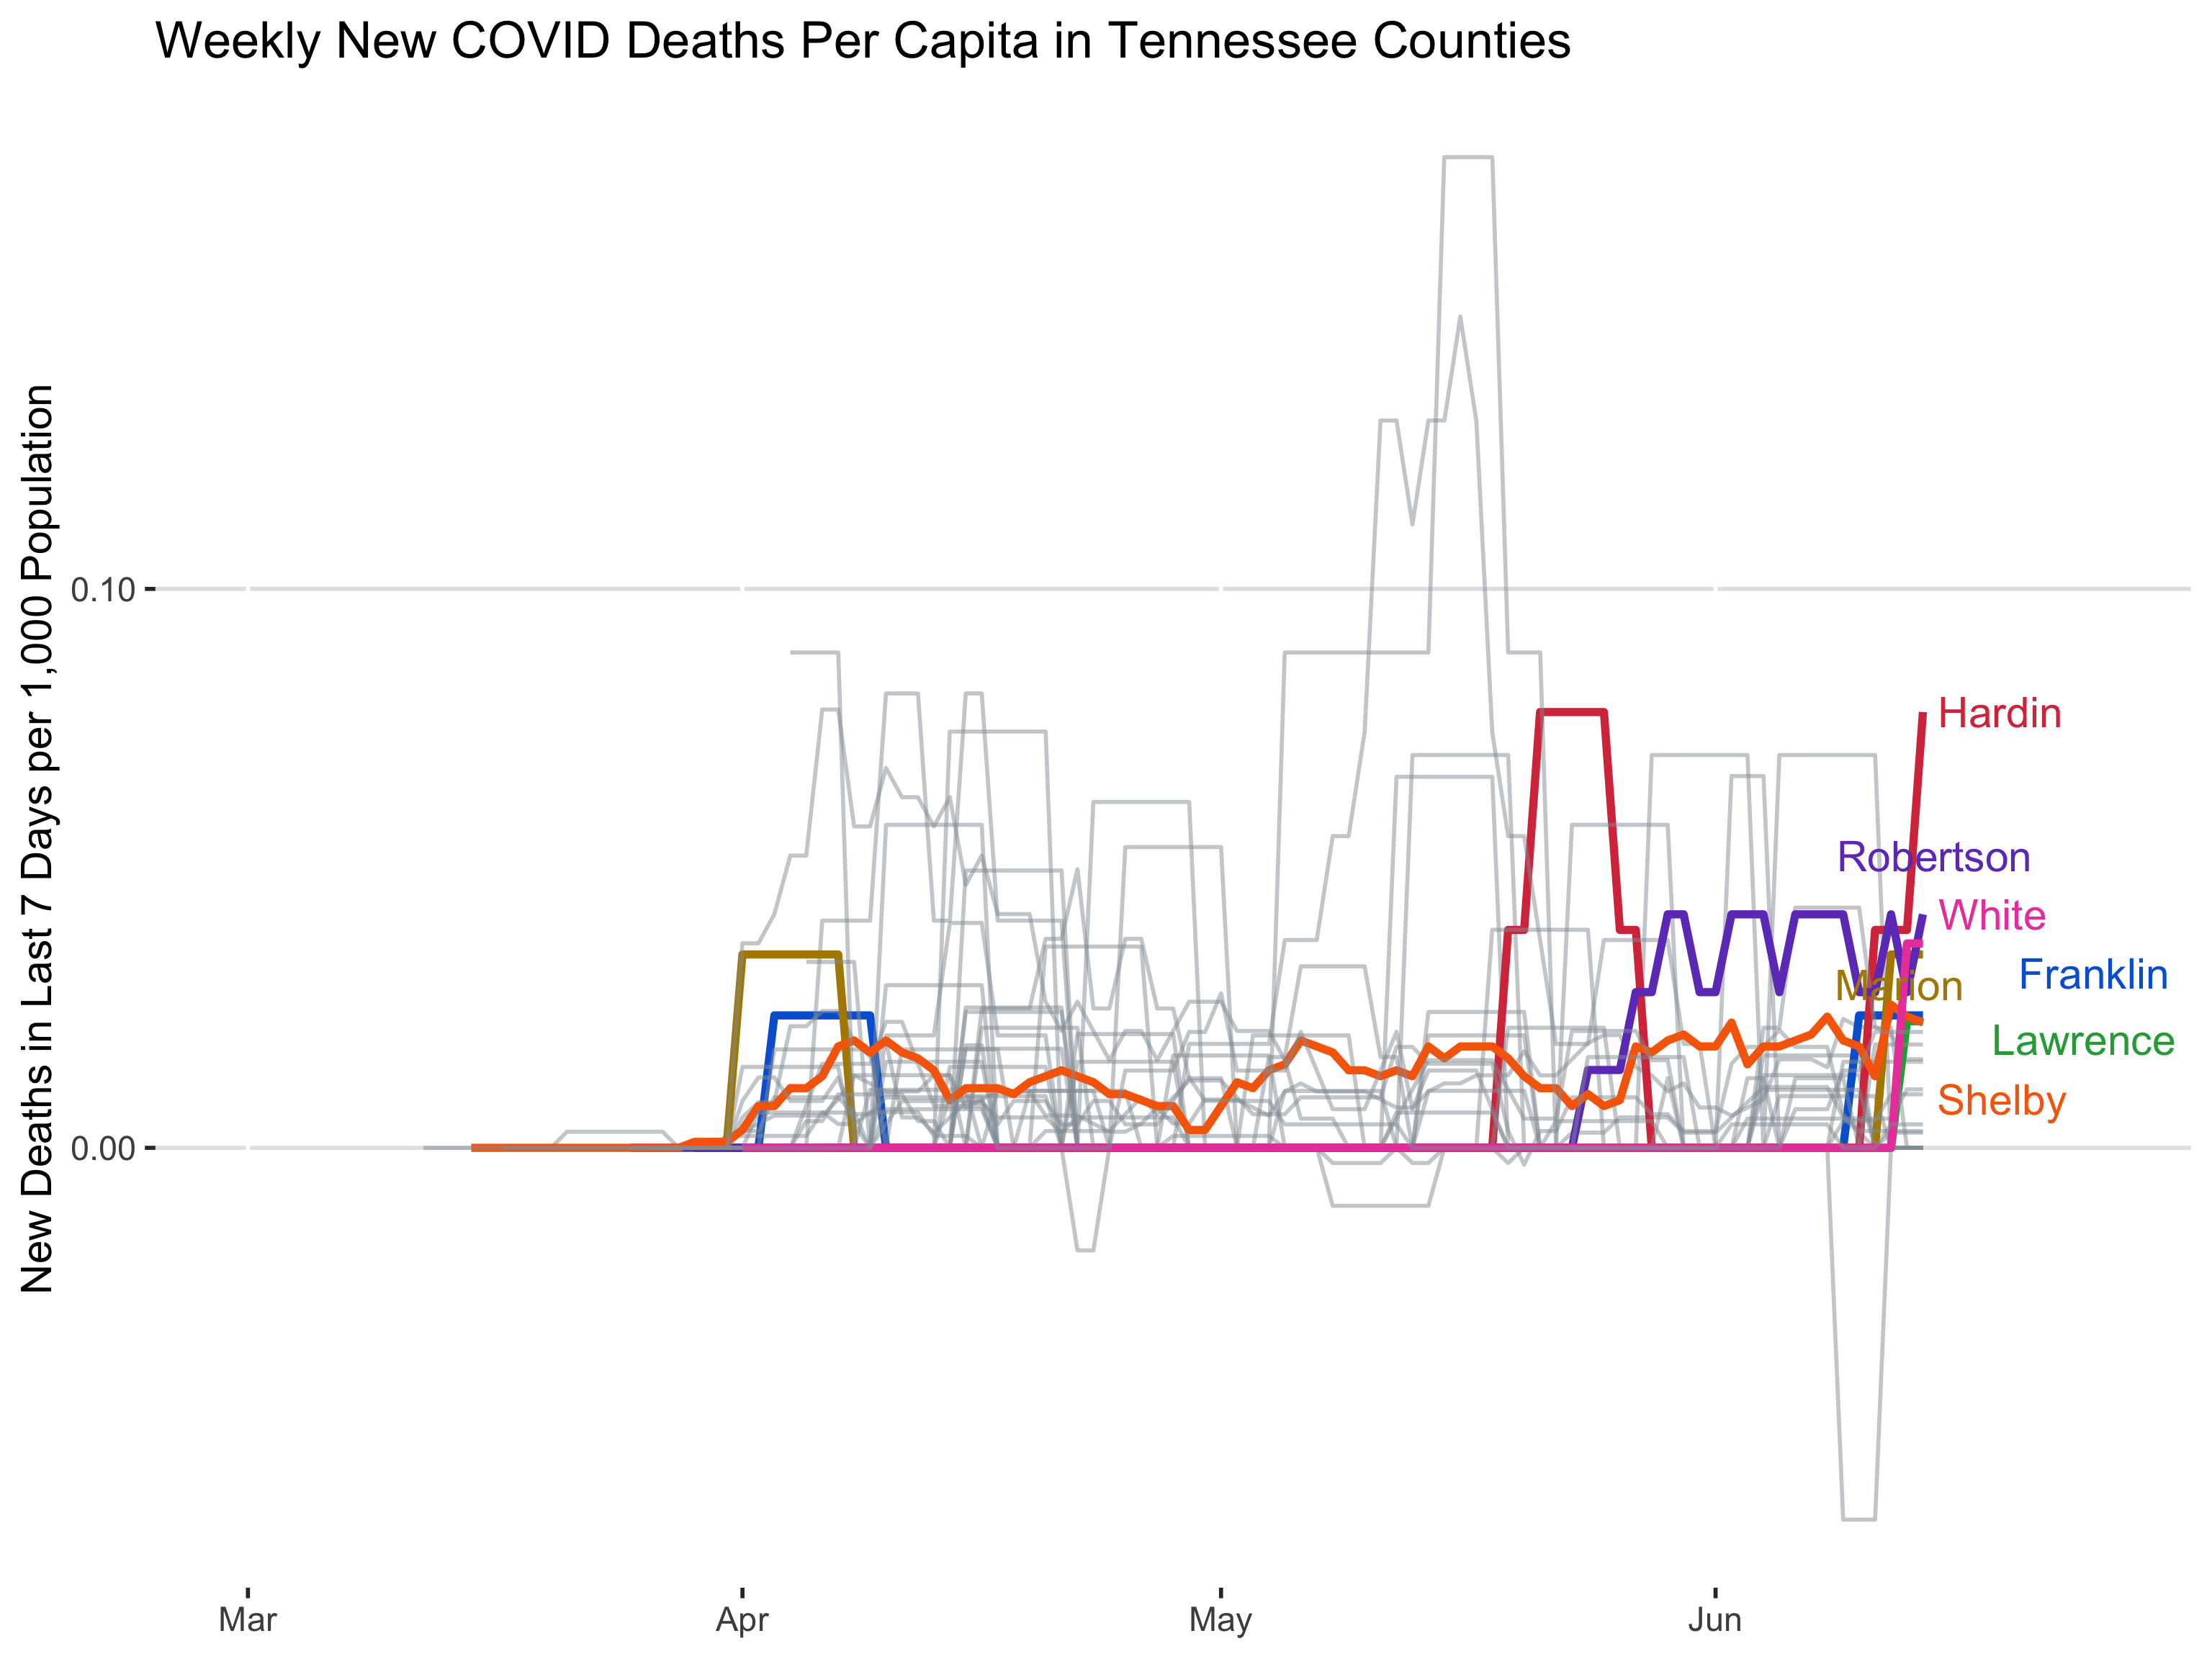 Weekly New COVID Deaths Per Capita in Tennessee Counties
New Deaths in Last 7 Days per 1,000 Population
0.10
0.00
Hardin
Robertson
White
Franklin
Marion
Lawrence
Shelby
Mar
Apr
May
Jun